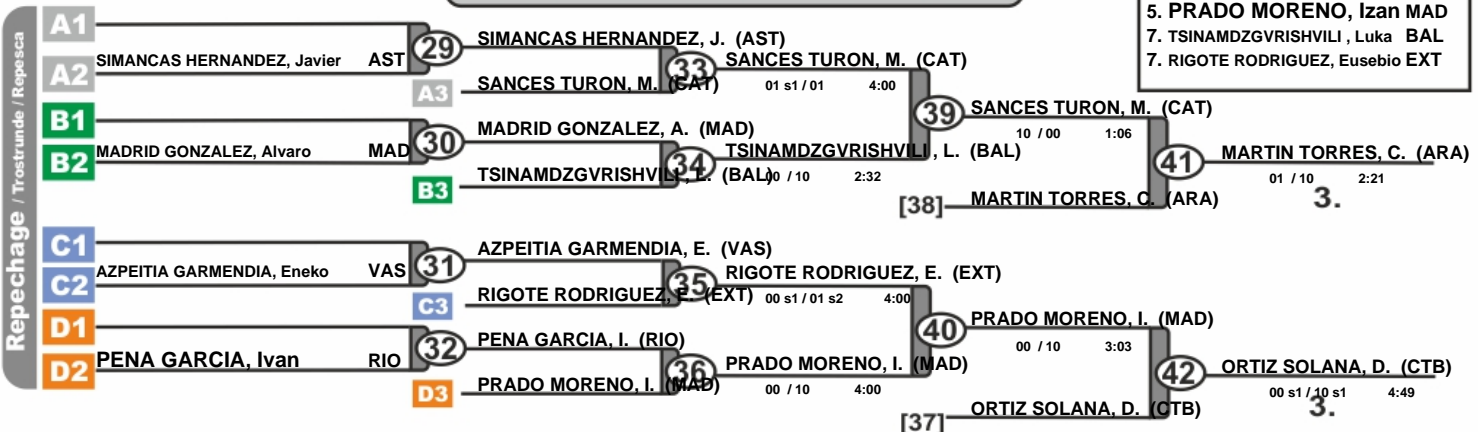 5. PRADO MORENO, Izan MAD
7. TSINAMDZGVRISHVILI , Luka BAL
7. RIGOTE RODRIGUEZ, Eusebio EXT
Repechage / Trostrunde / Repesca
A1
SIMANCAS HERNANDEZ, Javier AST
A2
29
SIMANCAS HERNANDEZ, J. (AST)
A3
SANCES TURON, M. (CAT)
33
SANCES TURON, M. (CAT)
01 s1 / 01 4:00
B1
MADRID GONZALEZ, Alvaro MAD
B2
30
MADRID GONZALEZ, A. (MAD)
B3
TSINAMDZGVRISHVILI, L. (BAL)
34
TSINAMDZGVRISHVILI , L. (BAL)
00 / 10 2:32
39
SANCES TURON, M. (CAT)
10 / 00 1:06
[38]
MARTIN TORRES, C. (ARA)
41
MARTIN TORRES, C. (ARA)
01 / 10 2:21
3.
C1
AZPEITIA GARMENDIA, Eneko VAS
C2
31
AZPEITIA GARMENDIA, E. (VAS)
C3
RIGOTE RODRIGUEZ, E. (EXT)
35
RIGOTE RODRIGUEZ, E. (EXT)
00 s1 / 01 s2 4:00
D1
PENA GARCIA, Ivan RIO
D2
32
PENA GARCIA, I. (RIO)
D3
PRADO MORENO, I. (MAD)
36
PRADO MORENO, I. (MAD)
00 / 10 4:00
40
PRADO MORENO, I. (MAD)
00 / 10 3:03
[37]
ORTIZ SOLANA, D. (CTB)
42
ORTIZ SOLANA, D. (CTB)
00 s1 / 10 s1 4:49
3.